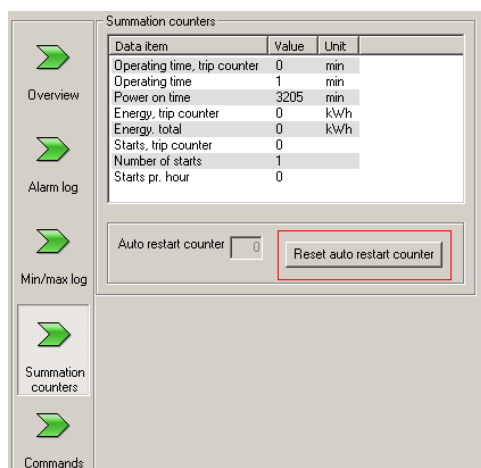 Summation counters
Data item Value Unit
Operating time, trip counter 0 min
Operating time 1 min
Power on time 3205 min
Energy, trip counter 0 kWh
Energy. total 0 kWh
Starts, trip counter 0
Number of starts 1
Starts pr. hour 0
Auto restart counter 0
Reset auto restart counter
Overview
Alarm log
Min/max log
Summation
counters
Commands